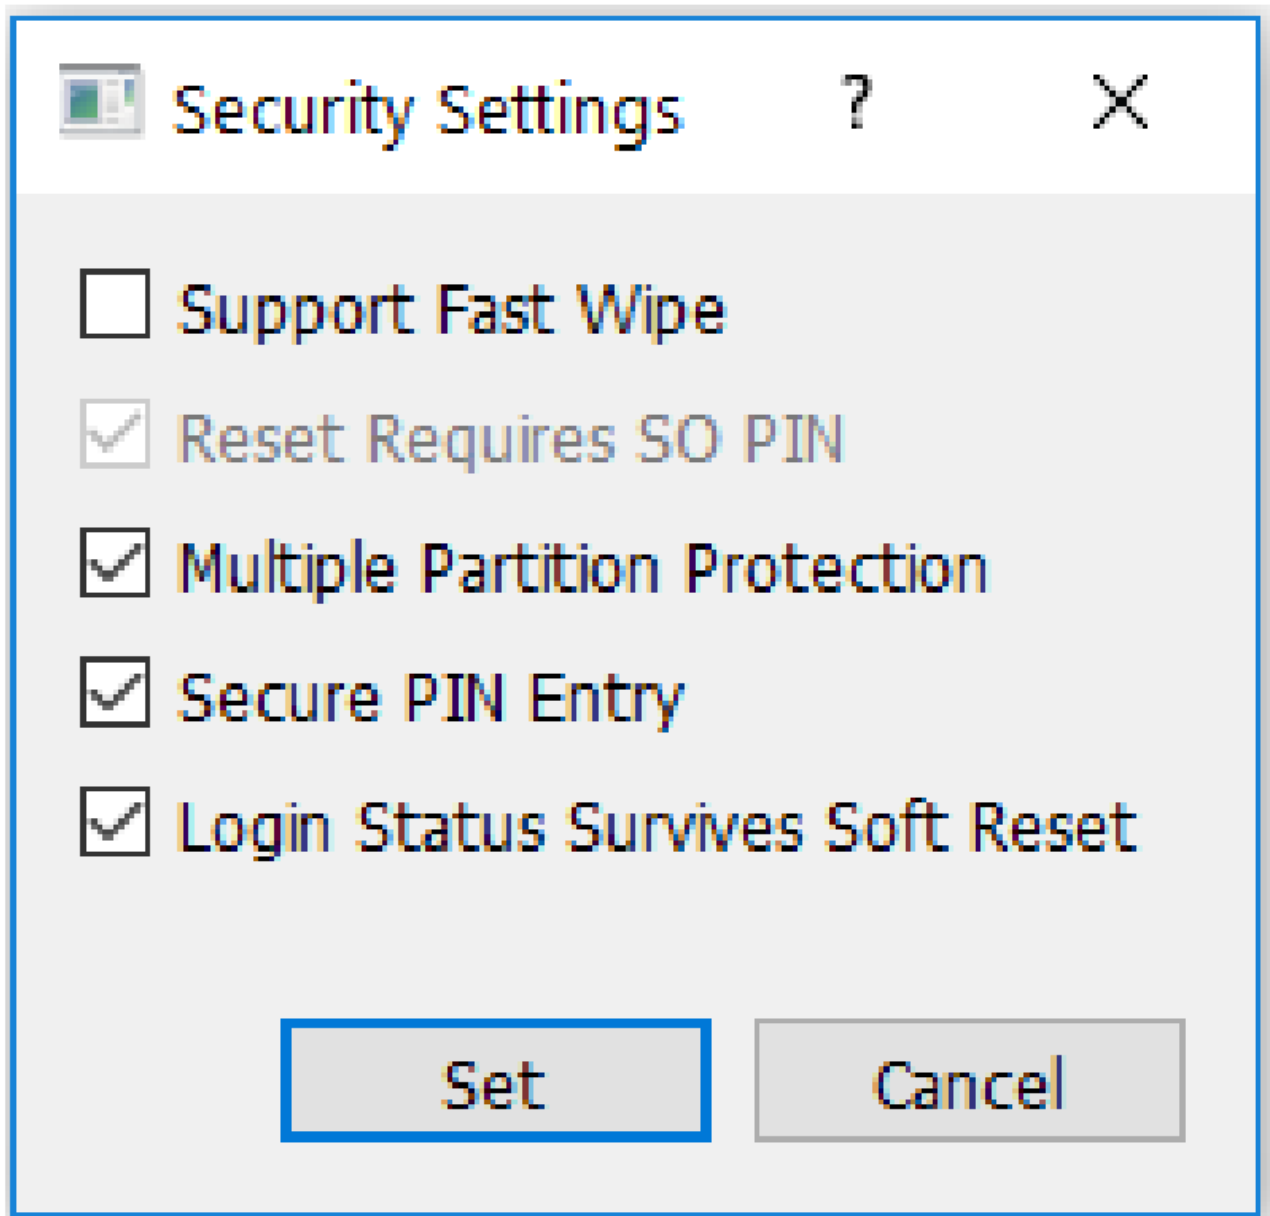 Security Settings ?
Support Fast Wipe
Reset Requires SO PIN
Multiple Partition Protection
Secure PIN Entry
Login Status Survives Soft Reset
Set Cancel